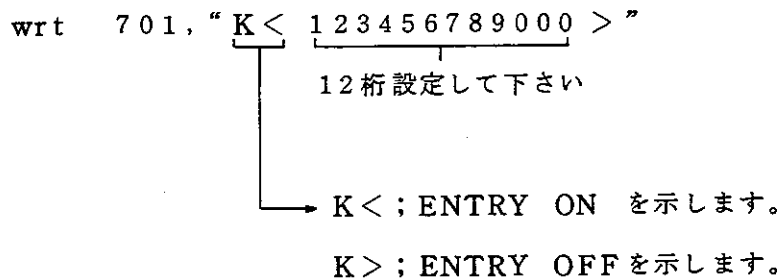 wrt 701,“K< 123456789000>”
12桁設定して下さい
K<;ENTRY ON を示します。
K>;ENTRY OFFを示します。